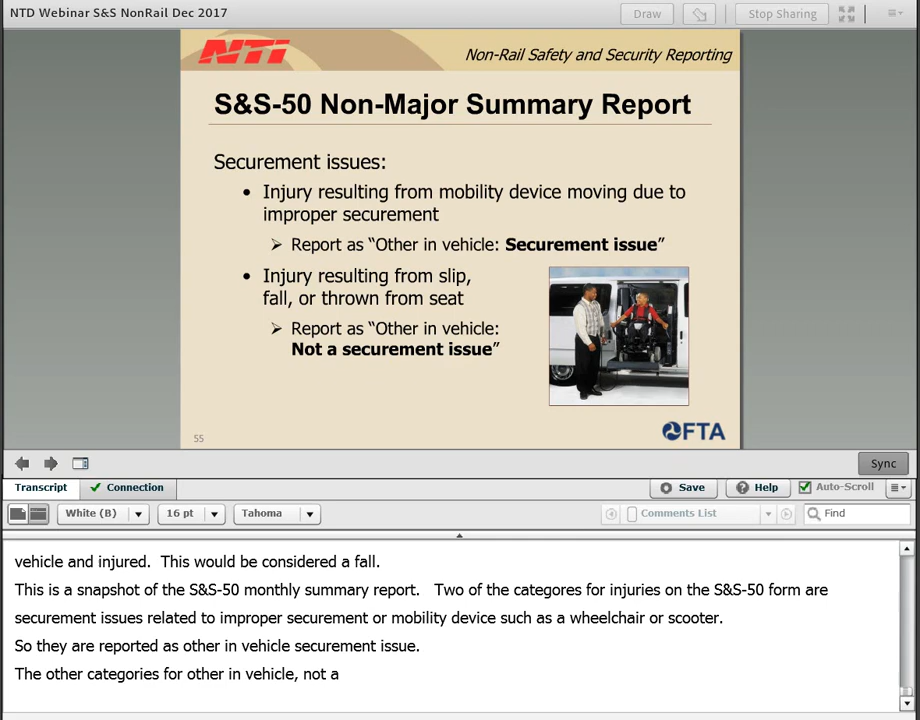 NTD Webinar S&S NonRail Dec 2017
Draw
Stop Sharing
NTI
Non-Rail Safety and Security Reporting
S&S-50 Non-Major Summary Report
Securement issues:
• Injury resulting from mobility device moving due to
improper securement
➢ Report as “Other in vehicle: Securement issue”
• Injury resulting from slip,
fall, or thrown from seat
➢ Report as “Other in vehicle:
Not a securement issue”
55
FTA
Sync
Transcript
Connection
Save
Help
Auto-Scroll
White (B)
16 pt
Tahoma
Comments List
Find
vehicle and injured.  This would be considered a fall.
This is a snapshot of the S&S-50 monthly summary report.   Two of the categores for injuries on the S&S-50 form are
securement issues related to improper securement or mobility device such as a wheelchair or scooter.
So they are reported as other in vehicle securement issue.
The other categories for other in vehicle, not a